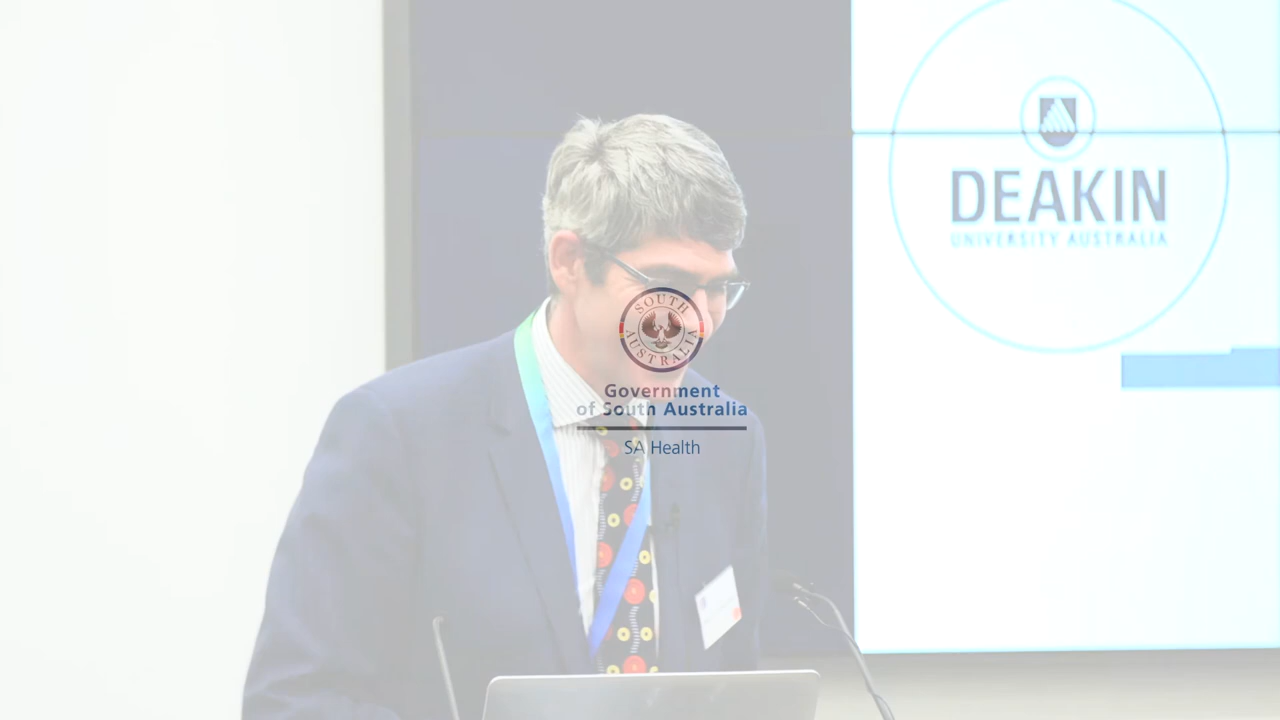 DEAKIN
UNIVERSITY AUSTRALIA
SOUTH
AUSTRALIA
Government
of South Australia
SA Health